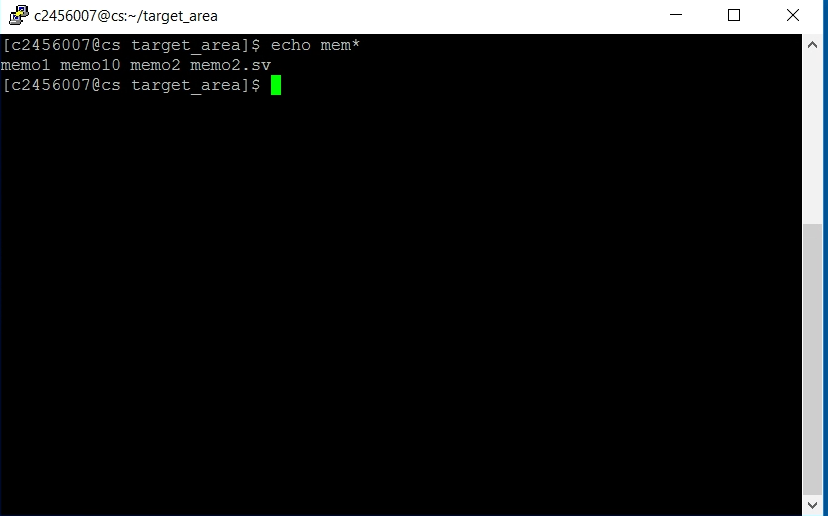 c2456007@cs:~/target_area
[c2456007@cs target_area]$ echo mem*
memo1 memo10 memo2 memo2.sv
[c2456007@cs target_area]$